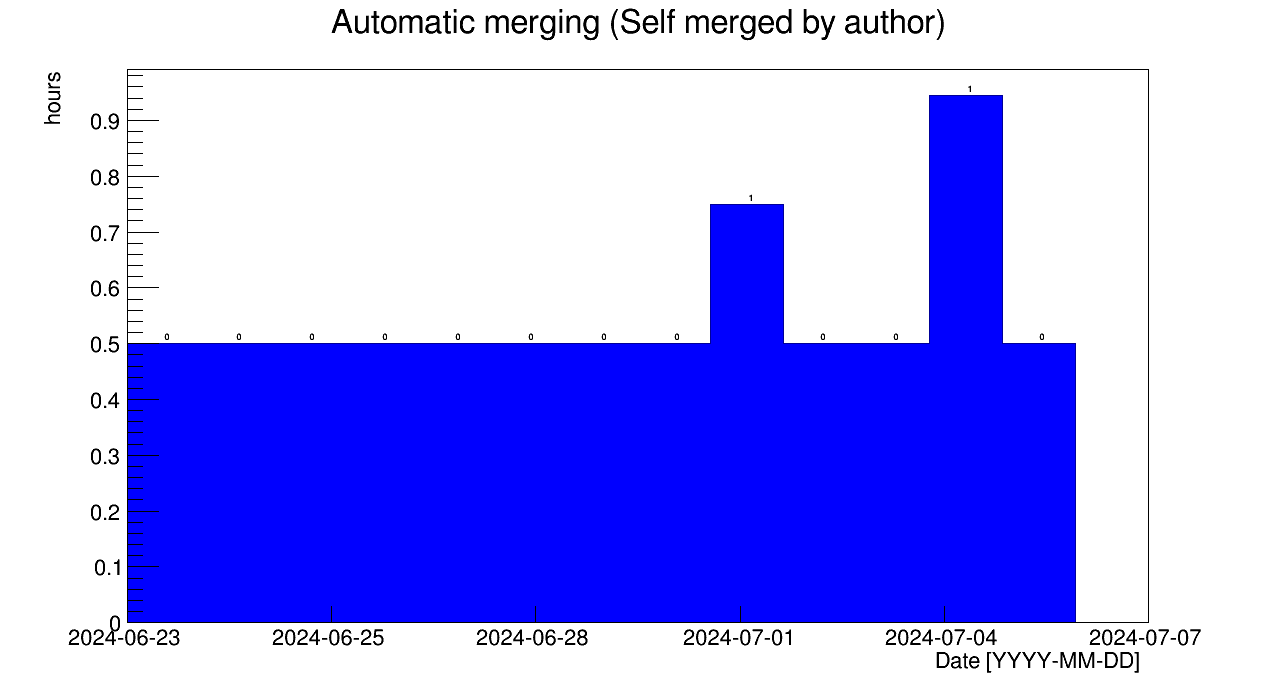 Automatic merging (Self merged by author)
hours
0.9
0.8
0.7
0.6
0.5
0.4
0.3
0.2
0.1
0
0 0 0 0 0 0 0 0 1 0 0 1 0
2024-06-23 2024-06-25 2024-06-28 2024-07-01 2024-07-04 2024-07-07
Date [YYYY-MM-DD]